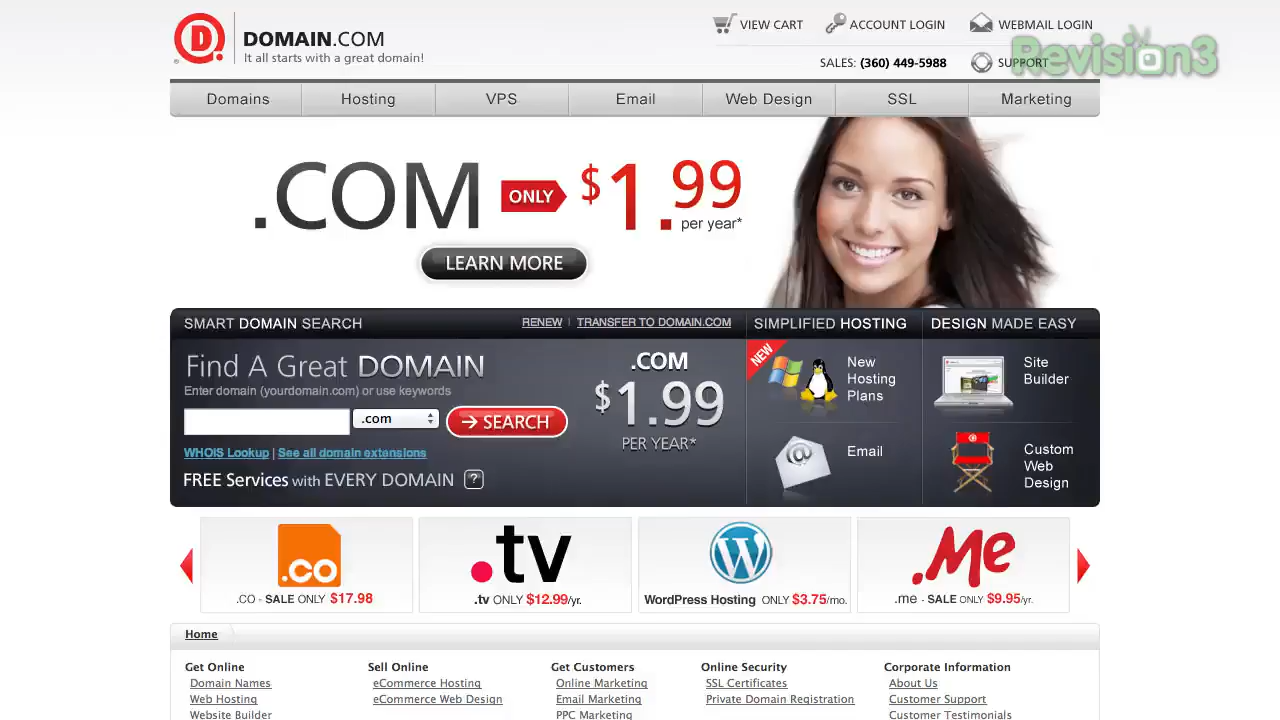 D
DOMAIN.COM
It all starts with a great domain!
VIEW CART
ACCOUNT LOGIN
WEBMAIL LOGIN
SALES: (360) 449-5988
SUPPORT
Revision3
Domains
Hosting
VPS
Email
Web Design
SSL
Marketing
.COM ONLY $1.99
per year*
LEARN MORE
SMART DOMAIN SEARCH
RENEW | TRANSFER TO DOMAIN.COM
Find A Great DOMAIN
Enter domain (yourdomain.com) or use keywords
.com
SEARCH
WHOIS Lookup | See all domain extensions
FREE Services with EVERY DOMAIN ?
.COM
$1.99
PER YEAR*
SIMPLIFIED HOSTING
NEW
New
Hosting
Plans
@
Email
DESIGN MADE EASY
Site
Builder
Custom
Web
Design
.co
.CO - SALE ONLY $17.98
.tv
.tv ONLY $12.99/yr.
W
WordPress Hosting ONLY $3.75/mo.
.Me
.me - SALE ONLY $9.95/yr.
Home
Get Online
Domain Names
Web Hosting
Website Builder
Sell Online
eCommerce Hosting
eCommerce Web Design
Get Customers
Online Marketing
Email Marketing
PPC Marketing
Online Security
SSL Certificates
Private Domain Registration
Corporate Information
About Us
Customer Support
Customer Testimonials